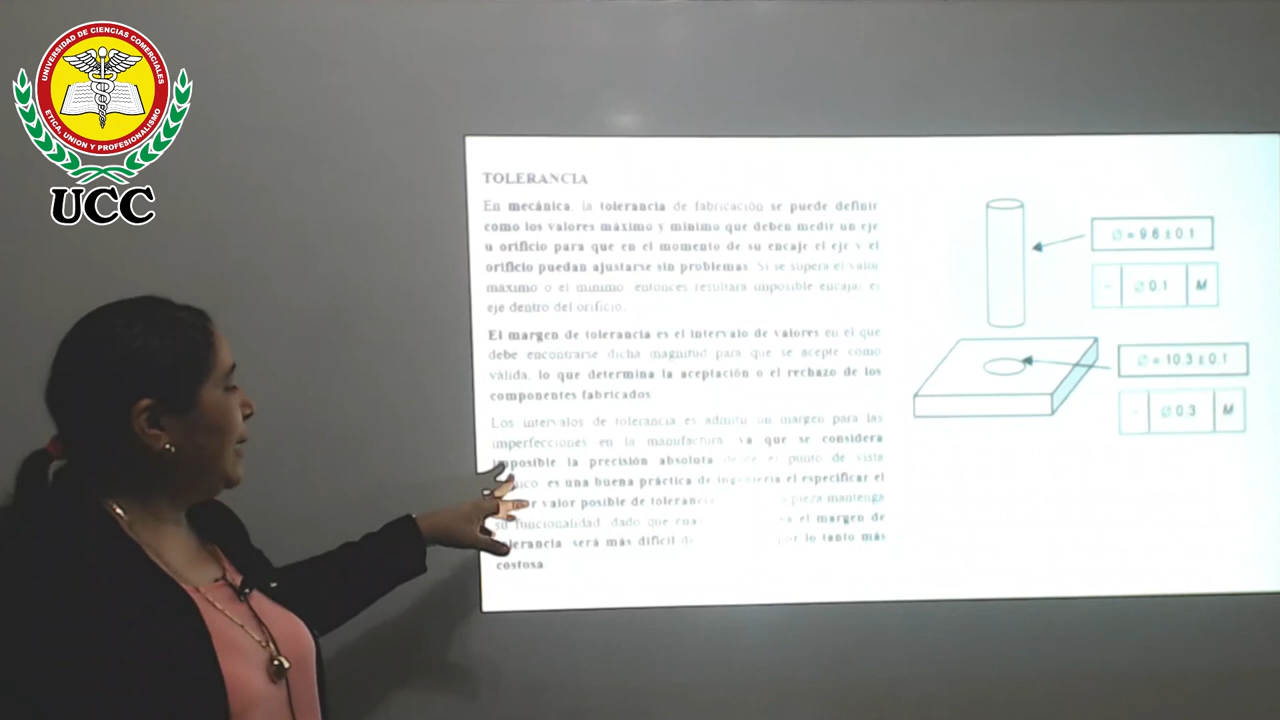 UNIVERSIDAD DE CIENCIAS COMERCIALES
ETICA, UNION Y PROFESIONALISMO
UCC
TOLERANCIA
En mecánica, la tolerancia de fabricación se puede definir
como los valores máximo y mínimo que deben medir un eje
u orificio para que en el momento de su encaje el eje y el
orificio puedan ajustarse sin problemas. Si se supera el valor
máximo o el mínimo, entonces resultara imposible encajar el
eje dentro del orificio.
El margen de tolerancia es el intervalo de valores en el que
debe encontrarse dicha magnitud para que se acepte como
válida, lo que determina la aceptación o el rechazo de los
componentes fabricados
Los intervalos de tolerancia es admitir un margen para las
imperfecciones en la manufactura, ya que se considera
imposible la precisión absoluta desde el punto de vista
es una buena práctica de ingeniería el especificar el
valor posible de
pieza mantenga
su funcionalidad, dado que
el margen de
será más difícil
por lo tanto más
costosa
∅ = 9.6 ± 0.1
- ∅ 0.1 M
∅ = 10.3 ± 0.1
- ∅ 0.3 M